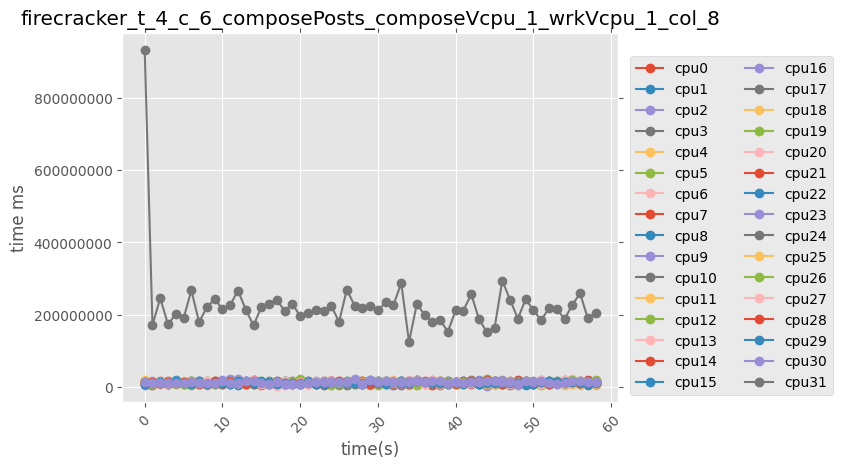 firecracker_t_4_c_6_composePosts_composeVcpu_1_wrkVcpu_1_col_8
time ms
800000000
600000000
400000000
200000000
0
0
10
20
30
40
50
60
time(s)
cpu0
cpu1
cpu2
cpu3
cpu4
cpu5
cpu6
cpu7
cpu8
cpu9
cpu10
cpu11
cpu12
cpu13
cpu14
cpu15
cpu16
cpu17
cpu18
cpu19
cpu20
cpu21
cpu22
cpu23
cpu24
cpu25
cpu26
cpu27
cpu28
cpu29
cpu30
cpu31